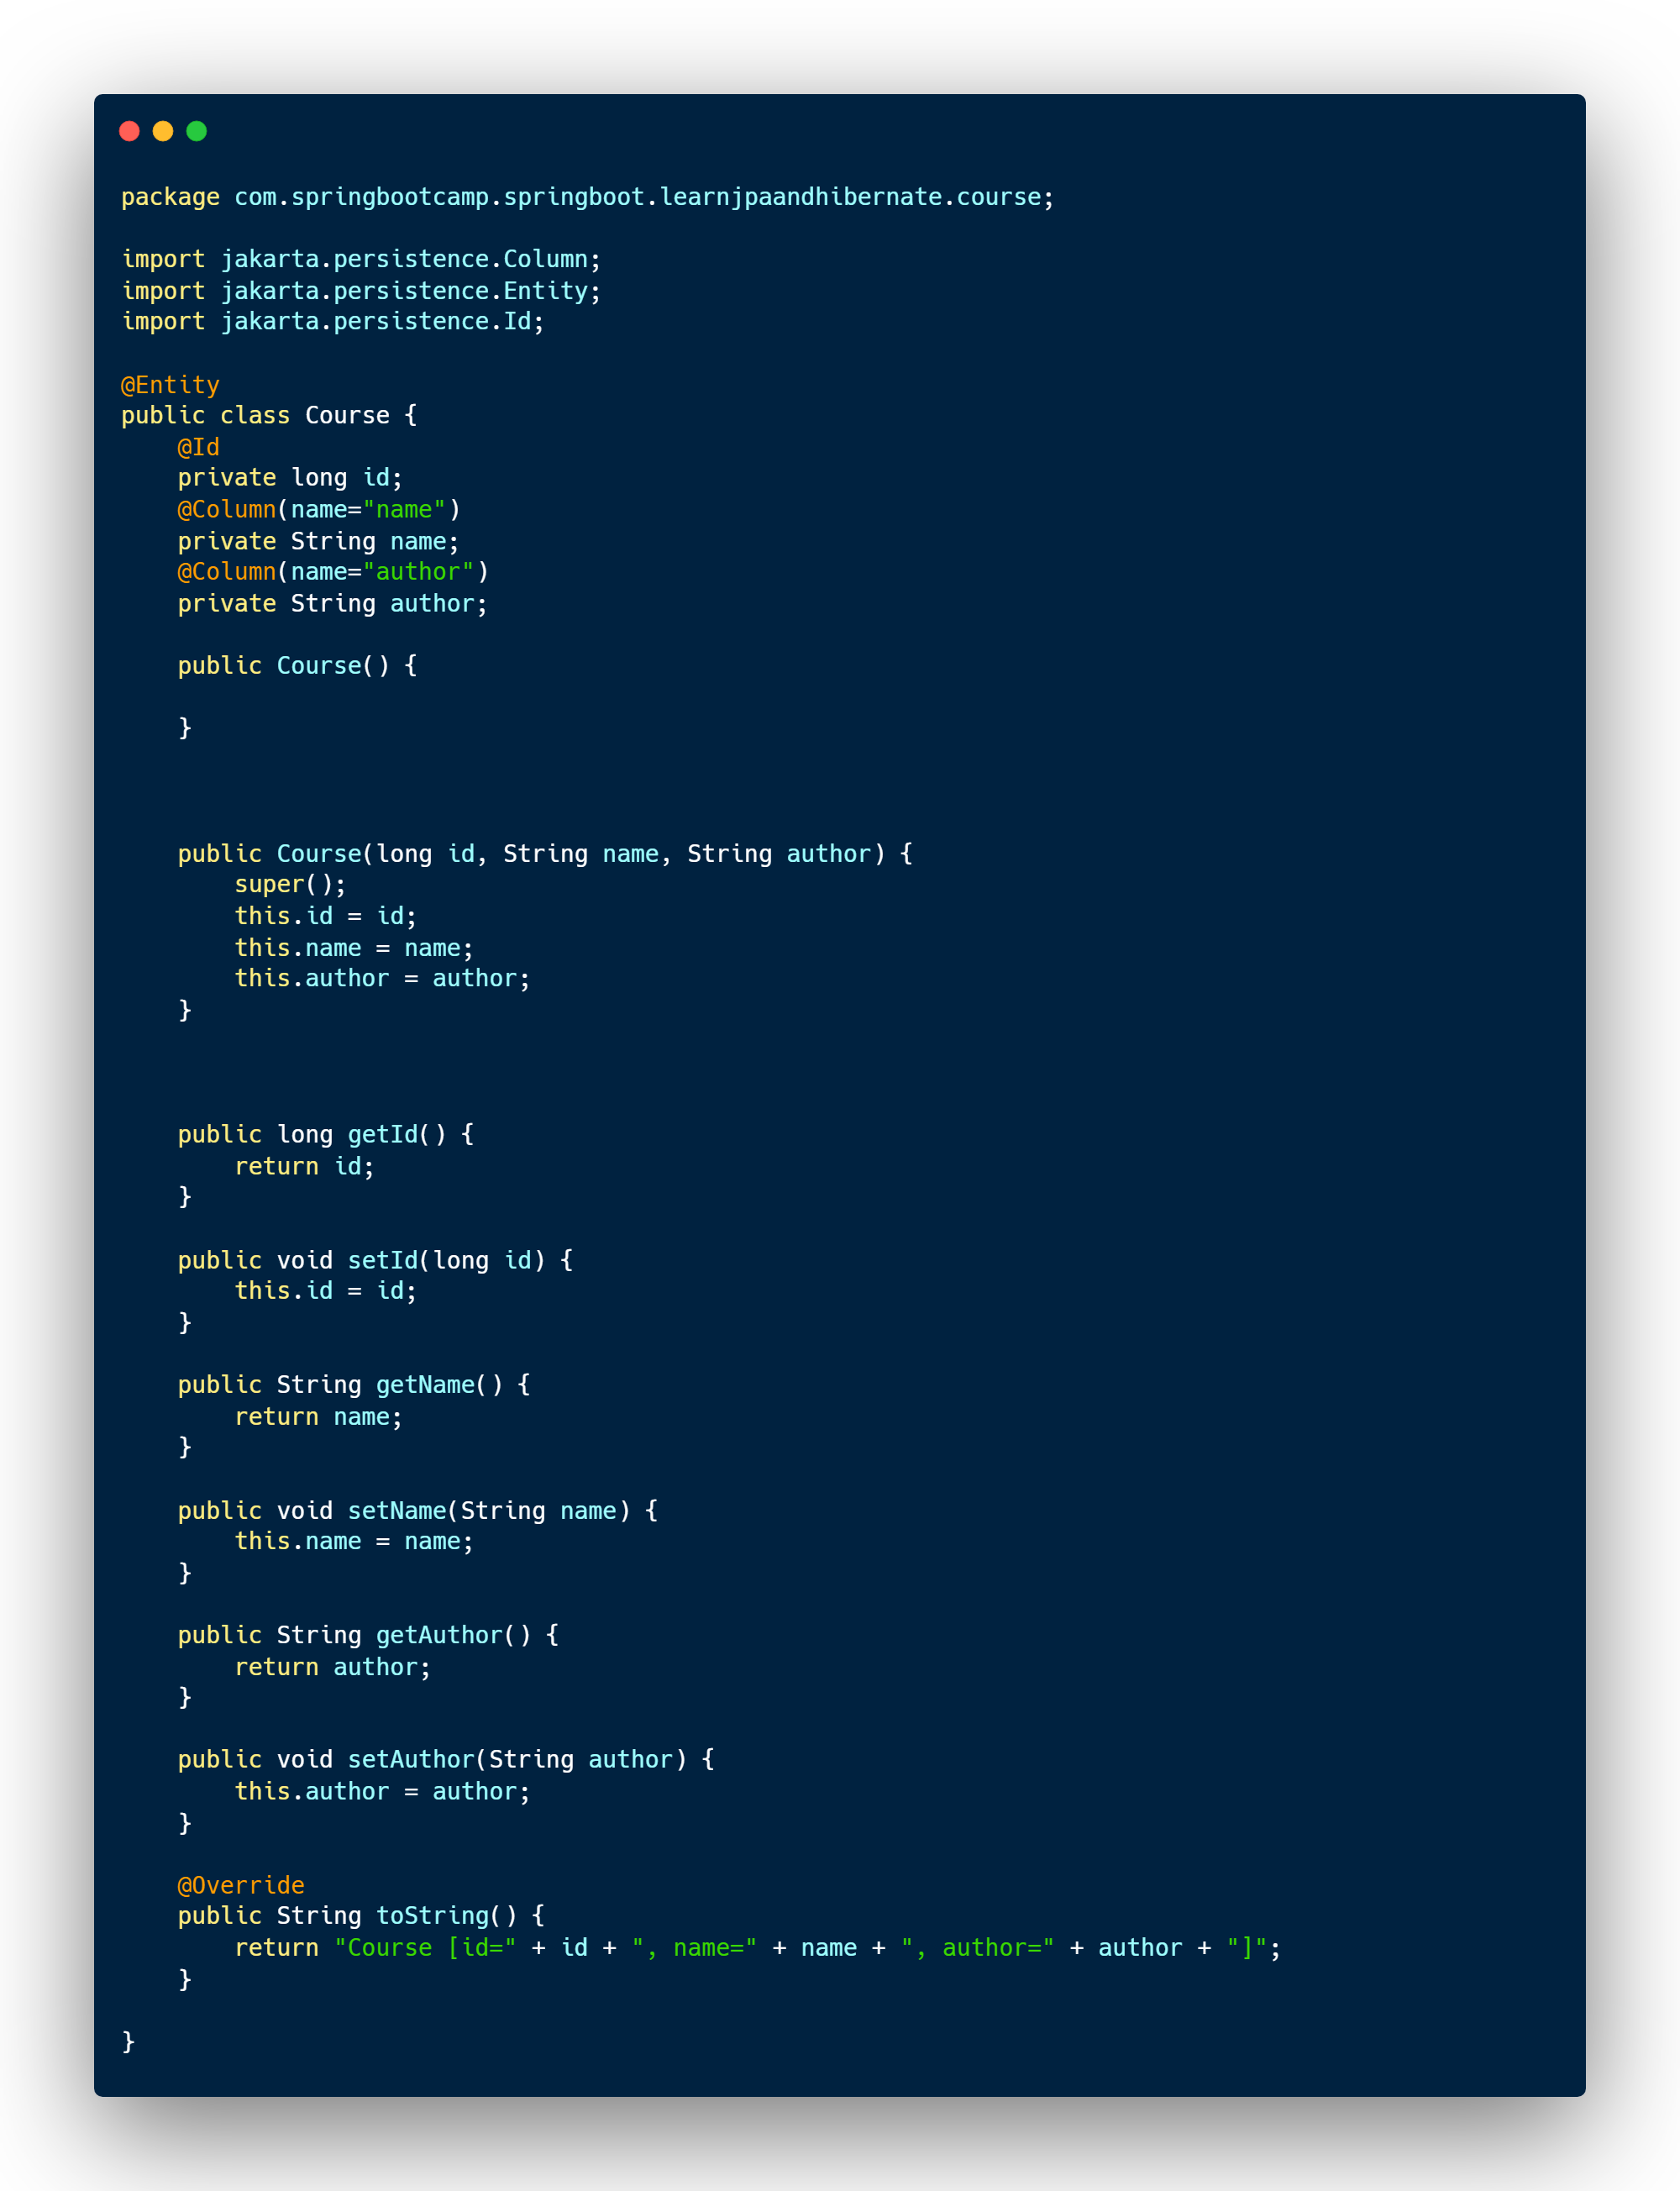 package com.springbootcamp.springboot.learnjpaandhibernate.course;
import jakarta.persistence.Column;
import jakarta.persistence.Entity;
import jakarta.persistence.Id;
@Entity
public class Course {
    @Id
    private long id;
    @Column(name="name")
    private String name;
    @Column(name="author")
    private String author;
    public Course() {
    }
    public Course(long id, String name, String author) {
        super();
        this.id = id;
        this.name = name;
        this.author = author;
    }
    public long getId() {
        return id;
    }
    public void setId(long id) {
        this.id = id;
    }
    public String getName() {
        return name;
    }
    public void setName(String name) {
        this.name = name;
    }
    public String getAuthor() {
        return author;
    }
    public void setAuthor(String author) {
        this.author = author;
    }
    @Override
    public String toString() {
        return "Course [id=" + id + ", name=" + name + ", author=" + author + "]";
    }
}